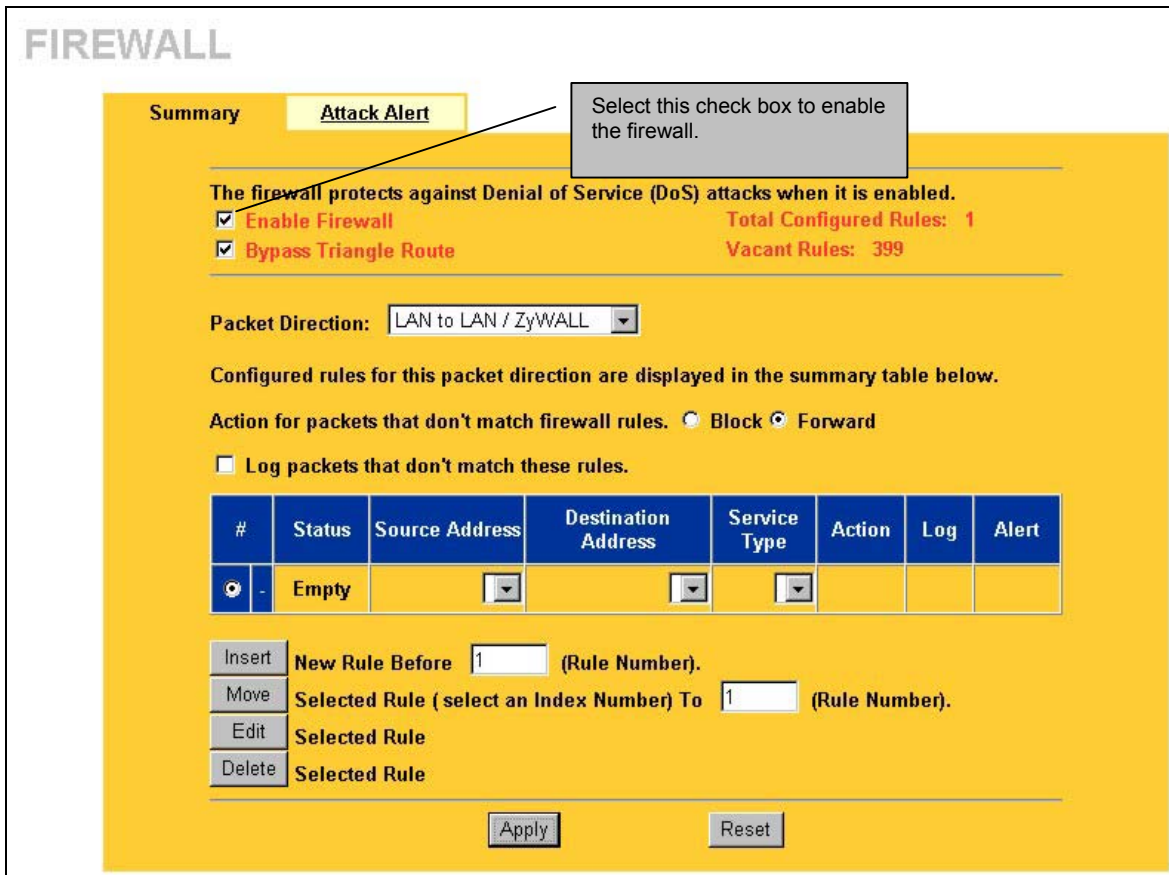 FIREWALL
Summary
Attack Alert
Select this check box to enable
the firewall.
The firewall protects against Denial of Service (DoS) attacks when it is enabled.
Enable Firewall
Total Configured Rules: 1
Bypass Triangle Route
Vacant Rules: 399
Packet Direction: LAN to LAN / ZyWALL
Configured rules for this packet direction are displayed in the summary table below.
Action for packets that don't match firewall rules. Block Forward
Log packets that don't match these rules.
# Status Source Address Destination Address Service Type Action Log Alert
- Empty
Insert New Rule Before 1 (Rule Number).
Move Selected Rule ( select an Index Number) To 1 (Rule Number).
Edit Selected Rule
Delete Selected Rule
Apply Reset